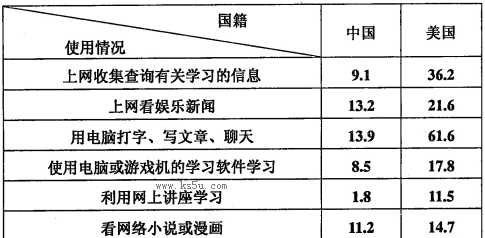 国籍
使用情况
中国 美国
上网收集查询有关学习的信息 9.1 36.2
上网看娱乐新闻 13.2 21.6
用电脑打字、写文章、聊天 13.9 61.6
使用电脑或游戏机的学习软件学习 8.5 17.8
www.ks5u.com
利用网上讲座学习 1.8 11.5
看网络小说或漫画 11.2 14.7